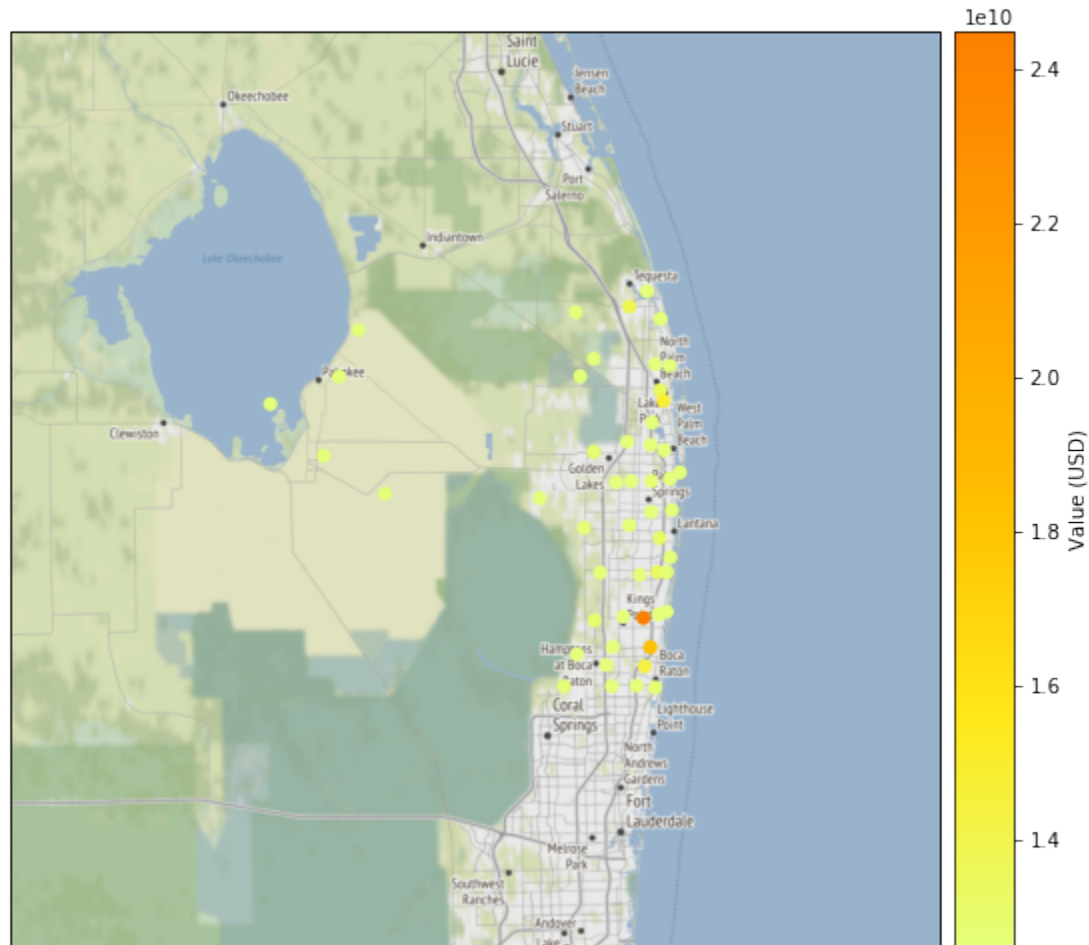 1e10
Saint
Lucie
Jensen
Beach
Okeechobee
Stuart
Port
Salerno
Indiantown
Lake Okeechobee
Tequesta
North
Palm
Beach
West
Palm
Beach
Clewiston
Golden
Lakes
Springs
Lantana
Kings
Boca
Raton
at Boca
Coral
Springs
Lighthouse
Point
North
Andrews
Gardens
Fort
Lauderdale
Melrose
Park
Southwest
Ranches
Andover
Lake
2.4
2.2
2.0
1.8
1.6
1.4
Value (USD)